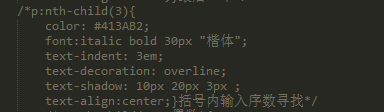 /*p:nth-child(3){
color: #413AB2;
font:italic bold 30px "楷体";
text-indent: 3em;
text-decoration: overline;
text-shadow: 10px 20px 3px ;
text-align:center;}括号内输入序数寻找*/